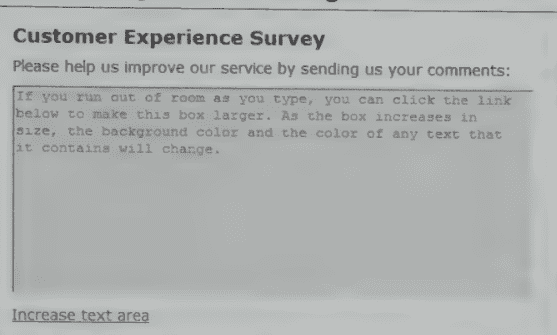 Customer Experience Survey
Please help us improve our service by sending us your comments:
If you run out of room as you type, you can click the link
below to make this box larger. As the box increases in
size, the background color and the color of any text that
it contains will change.
Increase text area